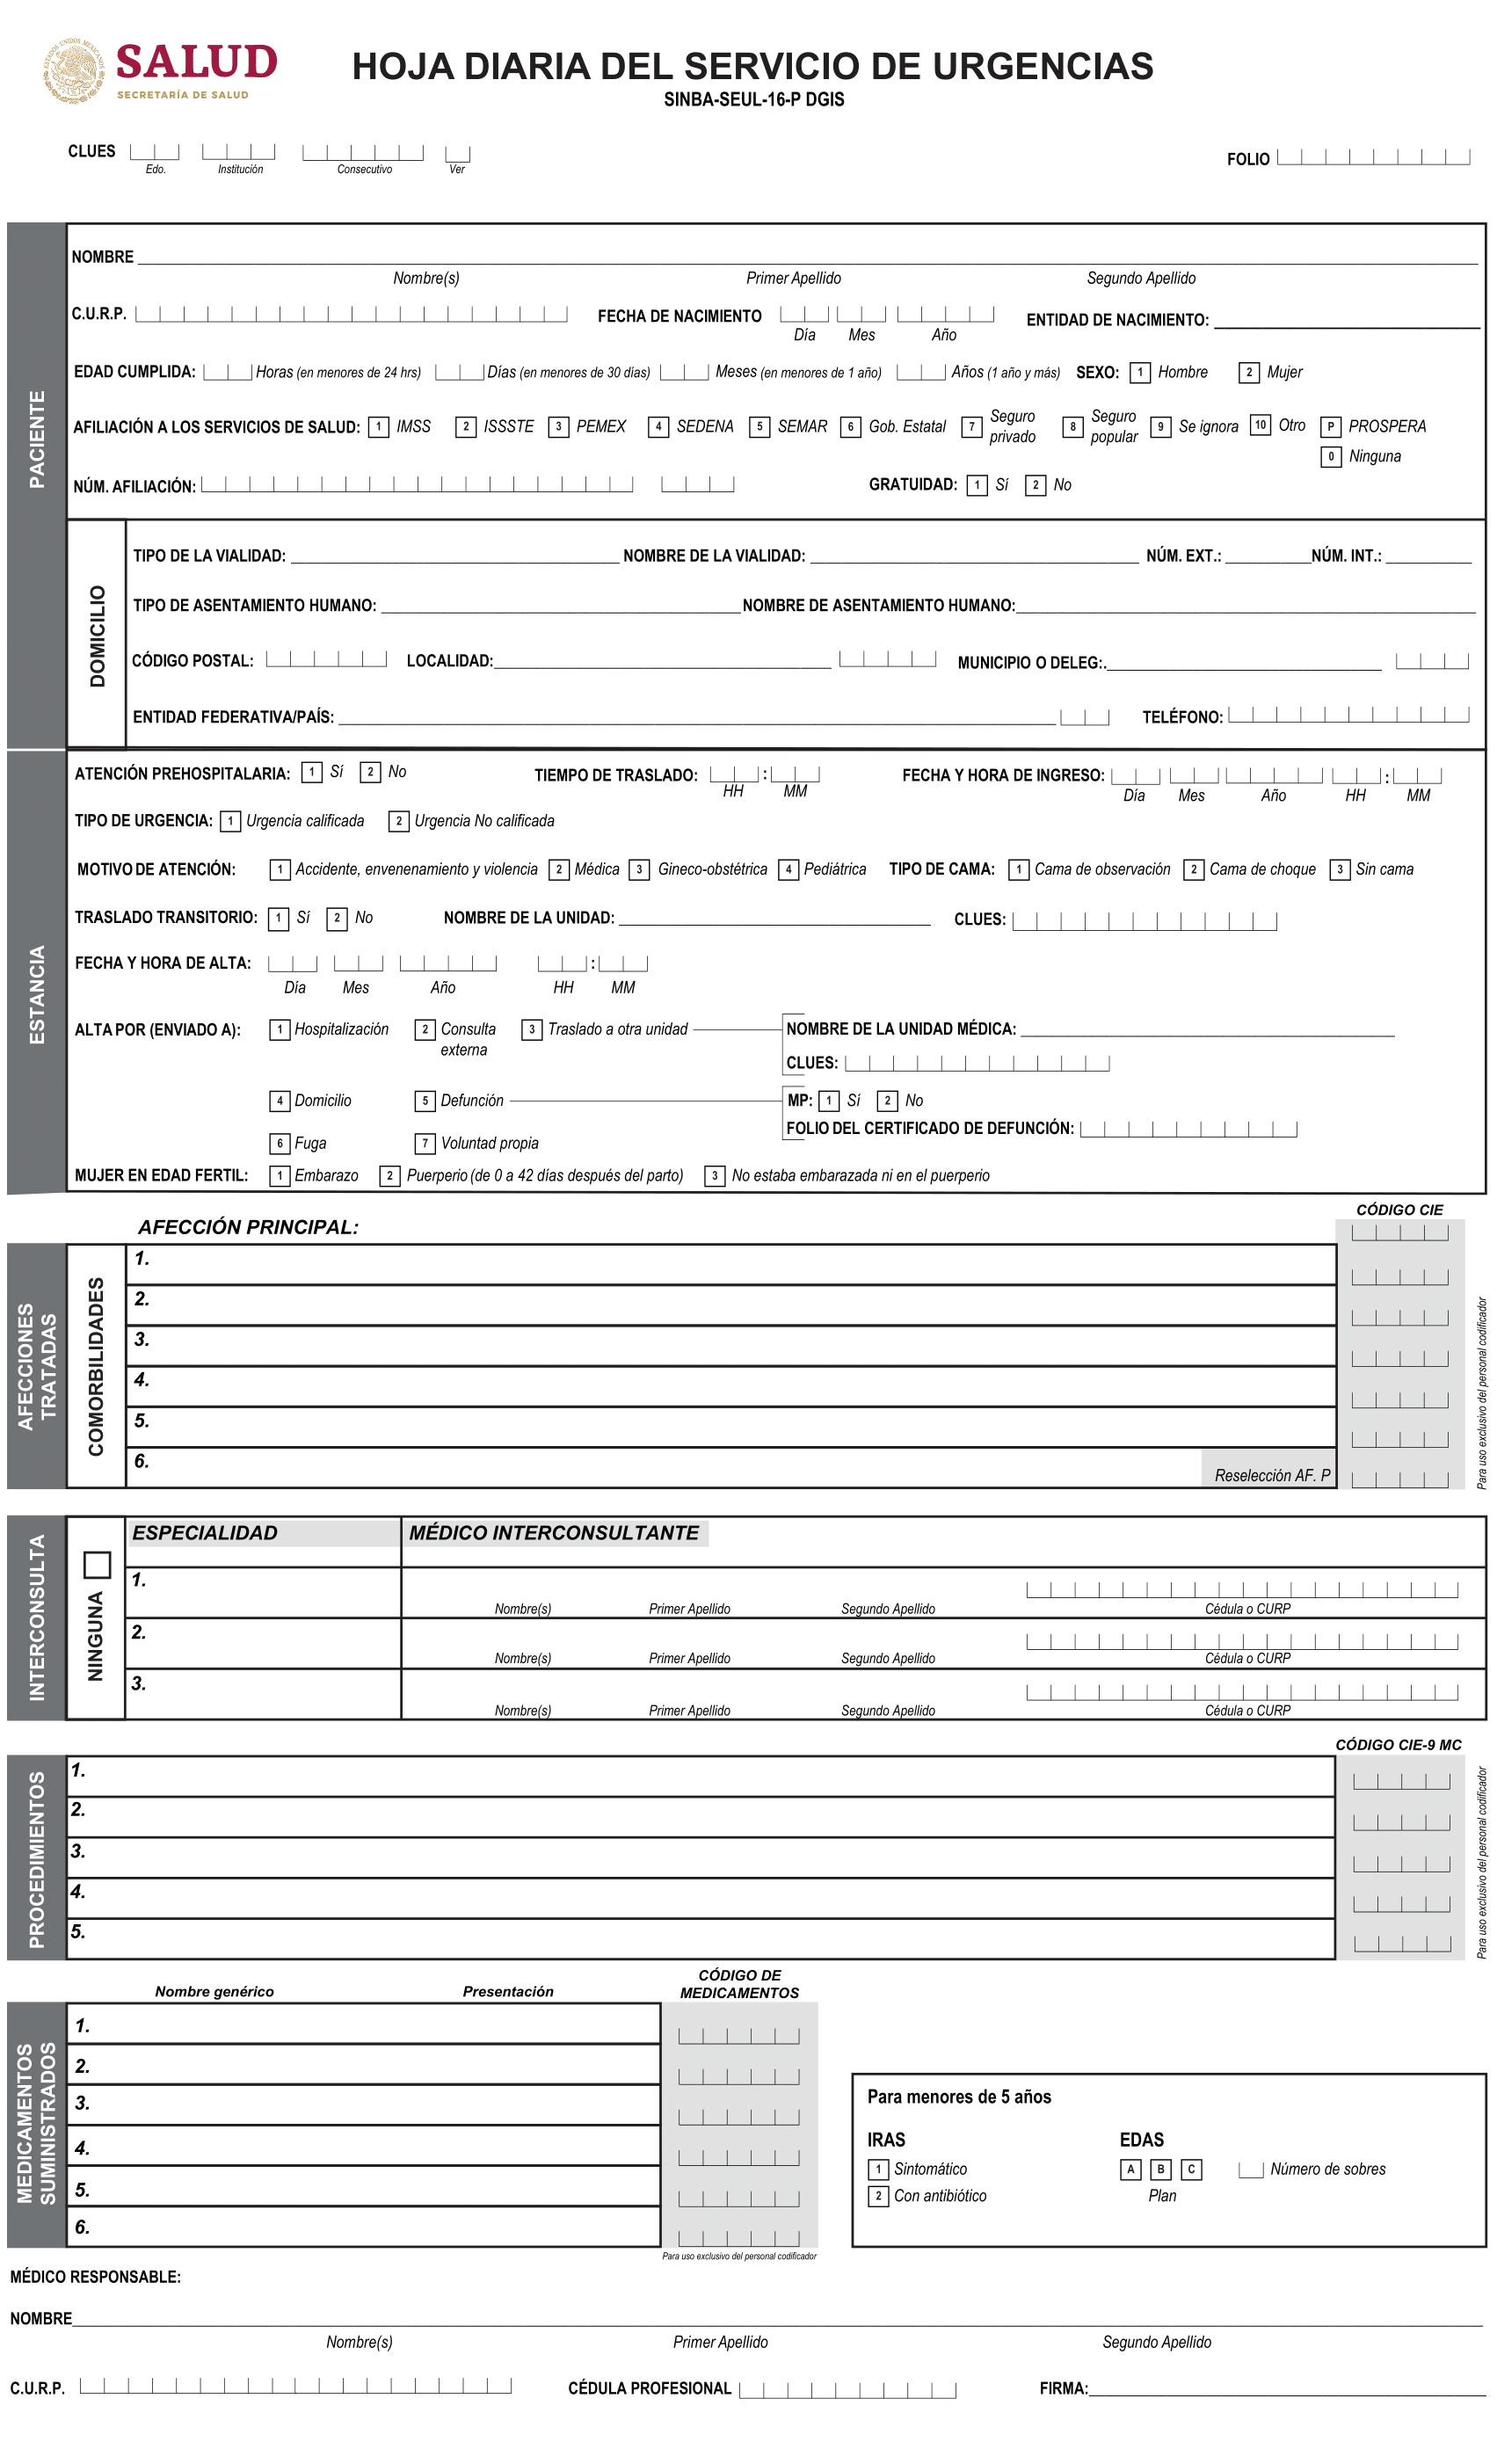 SALUD
SECRETARÍA DE SALUD
HOJA DIARIA DEL SERVICIO DE URGENCIAS
SINBA-SEUL-16-P DGIS
CLUES
Edo. Institución Consecutivo Ver
FOLIO
PACIENTE
NOMBRE
Nombre(s) Primer Apellido Segundo Apellido
C.U.R.P. FECHA DE NACIMIENTO ENTIDAD DE NACIMIENTO:
Día Mes Año
EDAD CUMPLIDA: Horas (en menores de 24 hrs) Días (en menores de 30 días) Meses (en menores de 1 año) Años (1 año y más) SEXO: 1 Hombre 2 Mujer
AFILIACIÓN A LOS SERVICIOS DE SALUD: 1 IMSS 2 ISSSTE 3 PEMEX 4 SEDENA 5 SEMAR 6 Gob. Estatal 7 Seguro privado 8 Seguro popular 9 Se ignora 10 Otro P PROSPERA
0 Ninguna
NÚM. AFILIACIÓN: GRATUIDAD: 1 Sí 2 No
DOMICILIO
TIPO DE LA VIALIDAD: NOMBRE DE LA VIALIDAD: NÚM. EXT.: NÚM. INT.:
TIPO DE ASENTAMIENTO HUMANO: NOMBRE DE ASENTAMIENTO HUMANO:
CÓDIGO POSTAL: LOCALIDAD: MUNICIPIO O DELEG:.
ENTIDAD FEDERATIVA/PAÍS: TELÉFONO:
ESTANCIA
ATENCIÓN PREHOSPITALARIA: 1 Sí 2 No TIEMPO DE TRASLADO: : FECHA Y HORA DE INGRESO: :
HH MM Día Mes Año HH MM
TIPO DE URGENCIA: 1 Urgencia calificada 2 Urgencia No calificada
MOTIVO DE ATENCIÓN: 1 Accidente, envenenamiento y violencia 2 Médica 3 Gineco-obstétrica 4 Pediátrica TIPO DE CAMA: 1 Cama de observación 2 Cama de choque 3 Sin cama
TRASLADO TRANSITORIO: 1 Sí 2 No NOMBRE DE LA UNIDAD: CLUES:
FECHA Y HORA DE ALTA: :
Día Mes Año HH MM
ALTA POR (ENVIADO A): 1 Hospitalización 2 Consulta externa 3 Traslado a otra unidad NOMBRE DE LA UNIDAD MÉDICA:
CLUES:
4 Domicilio 5 Defunción MP: 1 Sí 2 No
FOLIO DEL CERTIFICADO DE DEFUNCIÓN:
6 Fuga 7 Voluntad propia
MUJER EN EDAD FERTIL: 1 Embarazo 2 Puerperio (de 0 a 42 días después del parto) 3 No estaba embarazada ni en el puerperio
CÓDIGO CIE
AFECCIÓN PRINCIPAL:
AFECCIONES
TRATADAS
COMORBILIDADES
1.
2.
3.
4.
5.
6.
Reselección AF. P
Para uso exclusivo del personal codificador
INTERCONSULTA
NINGUNA
ESPECIALIDAD MÉDICO INTERCONSULTANTE
1.
Nombre(s) Primer Apellido Segundo Apellido Cédula o CURP
2.
Nombre(s) Primer Apellido Segundo Apellido Cédula o CURP
3.
Nombre(s) Primer Apellido Segundo Apellido Cédula o CURP
CÓDIGO CIE-9 MC
PROCEDIMIENTOS
1.
2.
3.
4.
5.
Para uso exclusivo del personal codificador
Nombre genérico Presentación CÓDIGO DE
MEDICAMENTOS
MEDICAMENTOS
SUMINISTRADOS
1.
2.
3.
4.
5.
6.
Para uso exclusivo del personal codificador
Para menores de 5 años
IRAS EDAS
1 Sintomático A B C Número de sobres
2 Con antibiótico Plan
MÉDICO RESPONSABLE:
NOMBRE
Nombre(s) Primer Apellido Segundo Apellido
C.U.R.P. CÉDULA PROFESIONAL FIRMA: